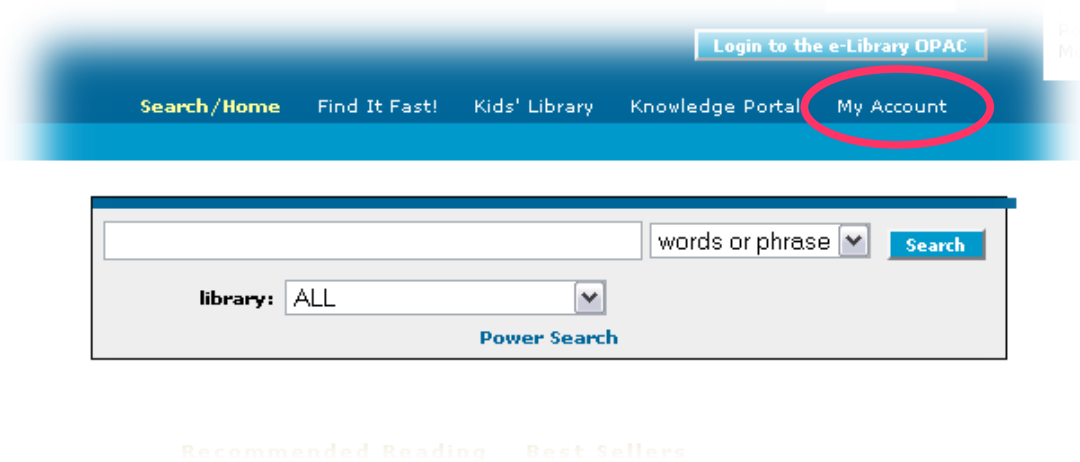 Login to the e-Library OPAC
Search/Home Find It Fast! Kids' Library Knowledge Portal My Account
words or phrase Search
library: ALL
Power Search
Recommended Reading Best Sellers